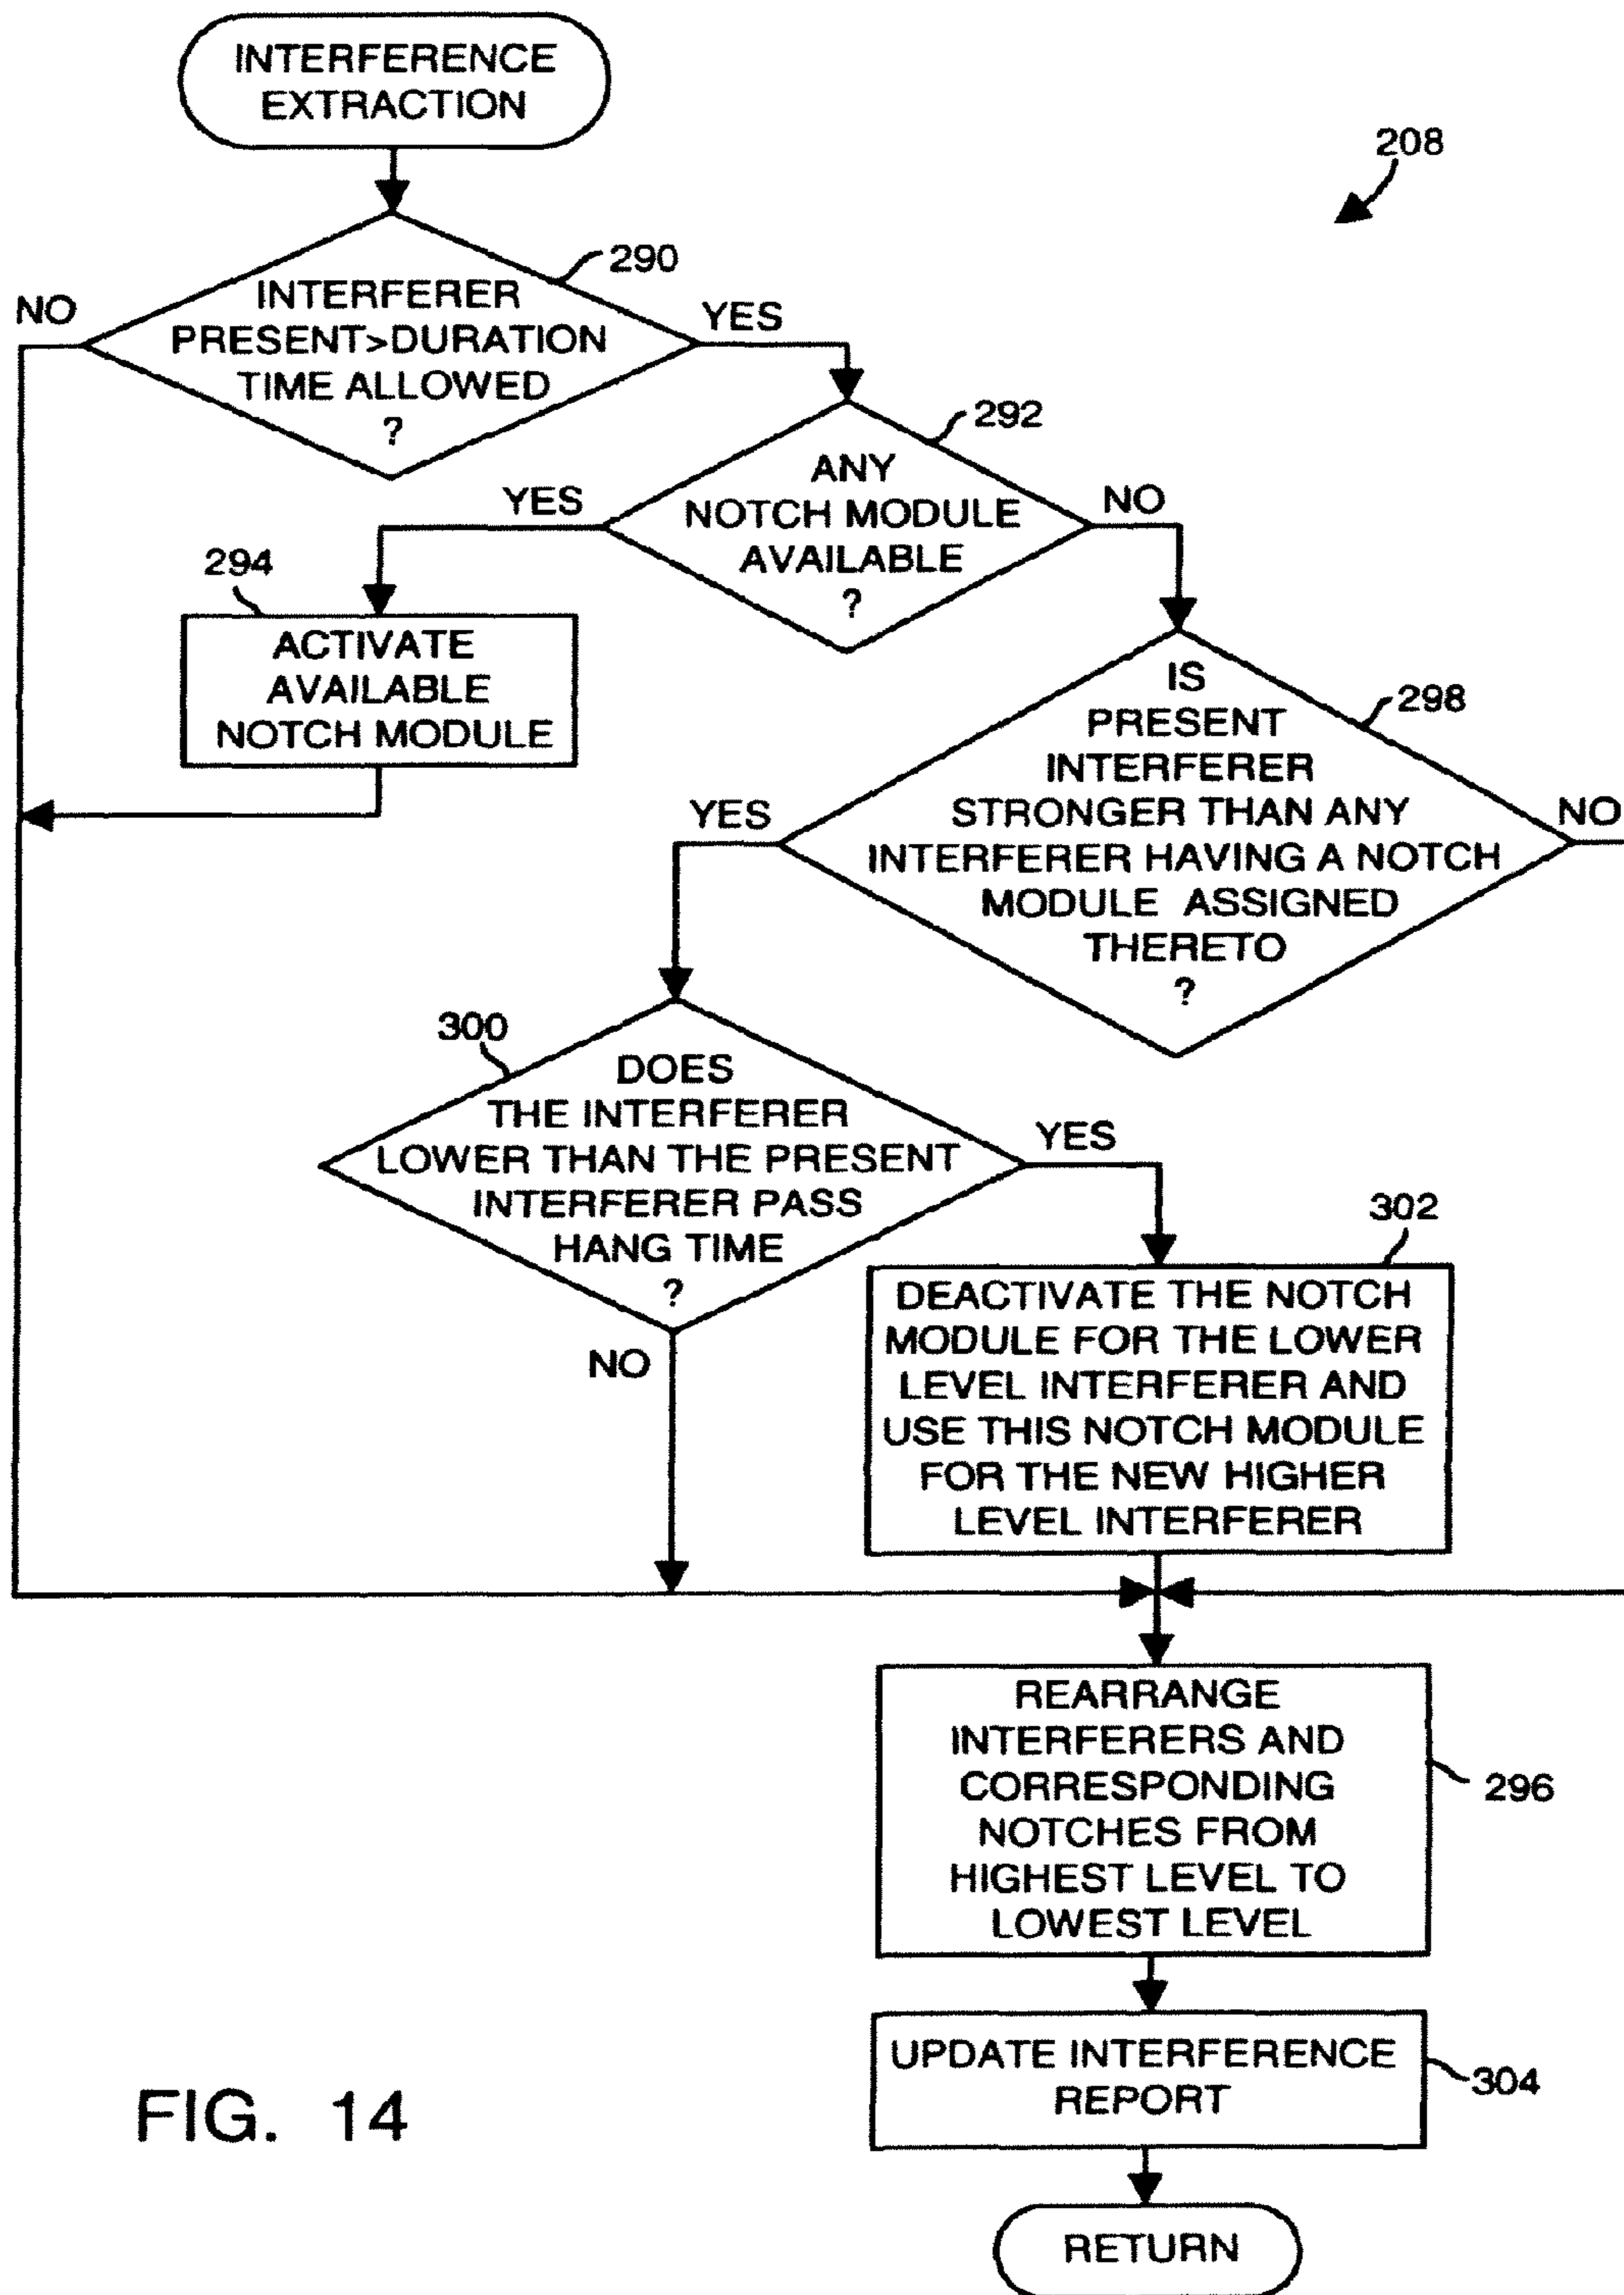 INTERFERENCE
EXTRACTION
208
290
INTERFERER
PRESENT>DURATION
TIME ALLOWED
?
NO
YES
292
ANY
NOTCH MODULE
AVAILABLE
?
YES
NO
294
ACTIVATE
AVAILABLE
NOTCH MODULE
298
IS
PRESENT
INTERFERER
STRONGER THAN ANY
INTERFERER HAVING A NOTCH
MODULE ASSIGNED
THERETO
?
YES
NO
300
DOES
THE INTERFERER
LOWER THAN THE PRESENT
INTERFERER PASS
HANG TIME
?
YES
NO
302
DEACTIVATE THE NOTCH
MODULE FOR THE LOWER
LEVEL INTERFERER AND
USE THIS NOTCH MODULE
FOR THE NEW HIGHER
LEVEL INTERFERER
REARRANGE
INTERFERERS AND
CORRESPONDING
NOTCHES FROM
HIGHEST LEVEL TO
LOWEST LEVEL
296
UPDATE INTERFERENCE
REPORT
304
RETURN
FIG. 14